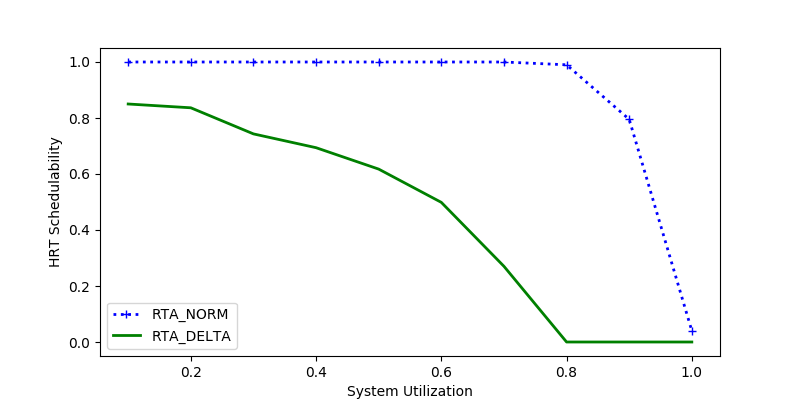 1.0
0.8
0.6
0.4
0.2
0.0
HRT Schedulability
RTA_NORM
RTA_DELTA
0.2 0.4 0.6 0.8 1.0
System Utilization